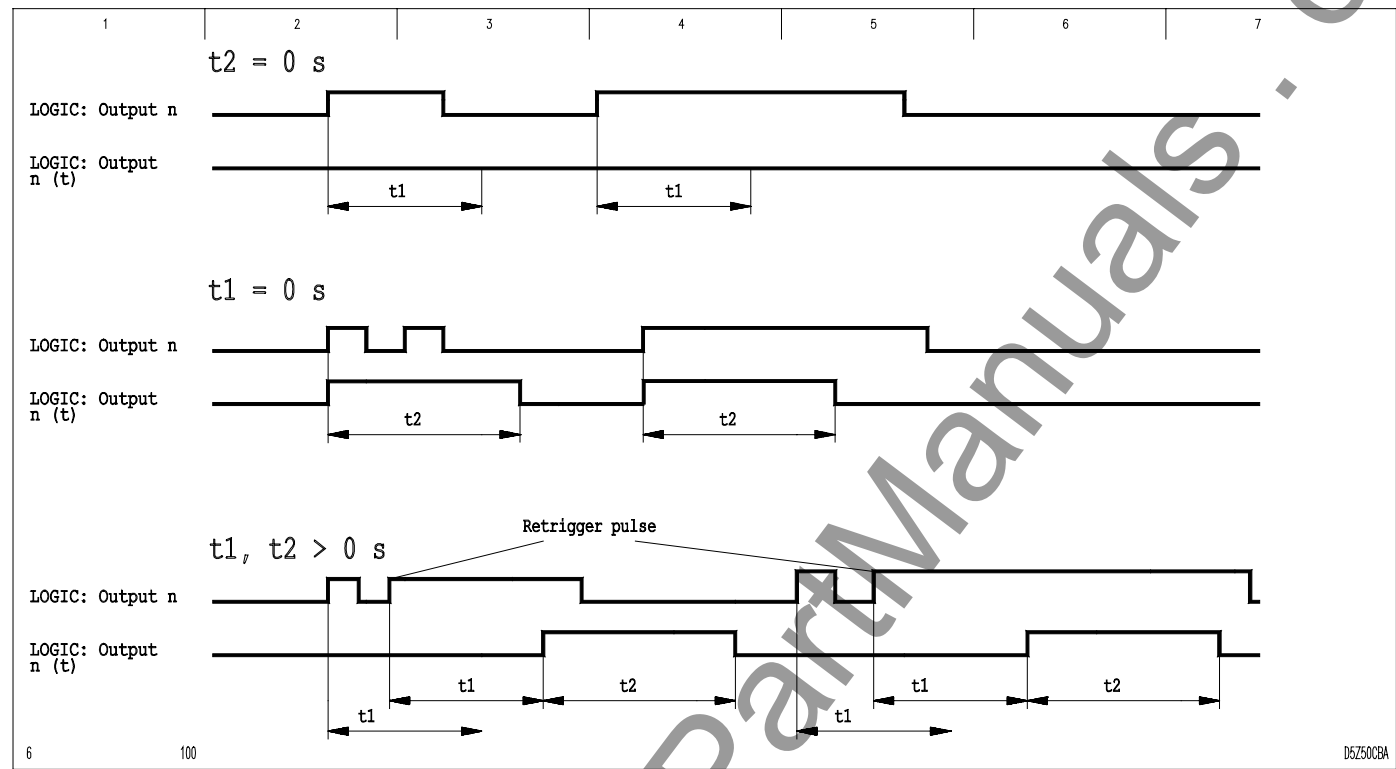 1 2 3 4 5 6 7
t2 = 0 s
LOGIC: Output n
LOGIC: Output
n (t)
t1 t1
t1 = 0 s
LOGIC: Output n
LOGIC: Output
n (t)
t2 t2
Retrigger pulse
t1, t2 > 0 s
LOGIC: Output n
LOGIC: Output
n (t)
t1 t2 t1 t2
t1 t1
6 100 D5Z50CBA
PartManuals.